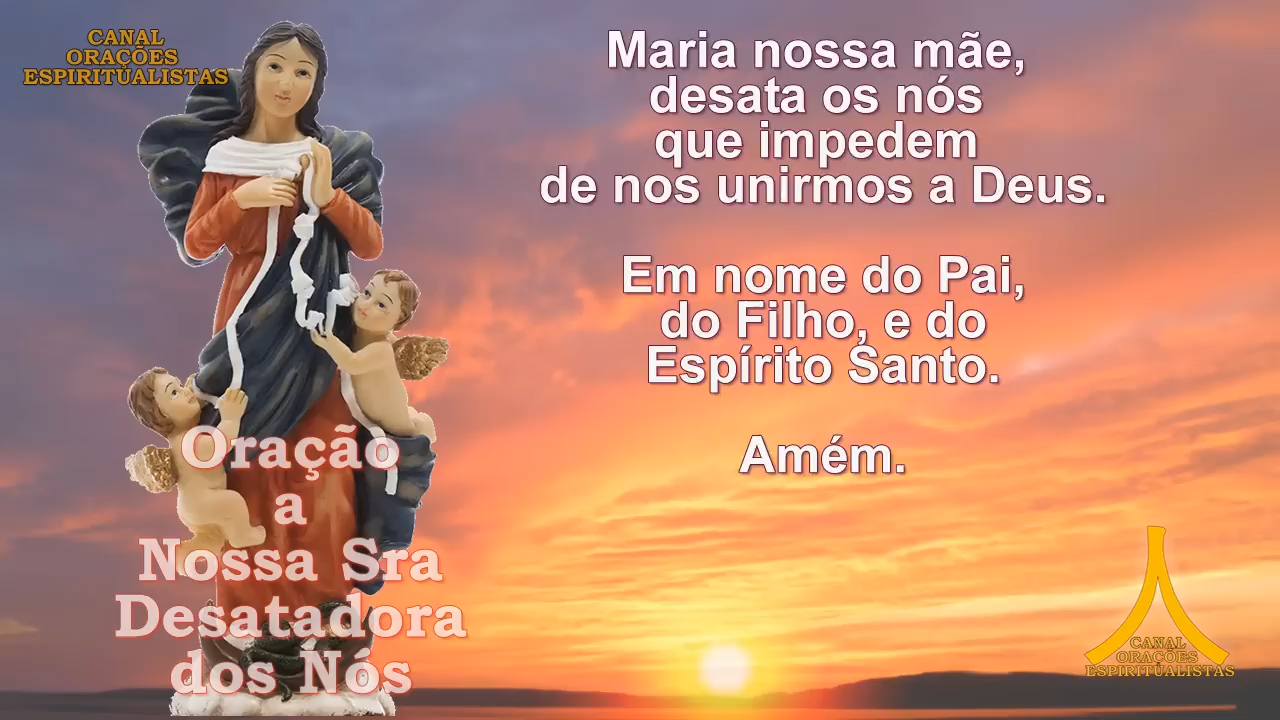 CANAL
ORAÇÕES
ESPIRITUALISTAS
Maria nossa mãe,
desata os nós
que impedem
de nos unirmos a Deus.
Em nome do Pai,
do Filho, e do
Espírito Santo.
Amém.
Oração
a
Nossa Sra
Desatadora
dos Nós
CANAL
ORAÇÕES
ESPIRITUALISTAS